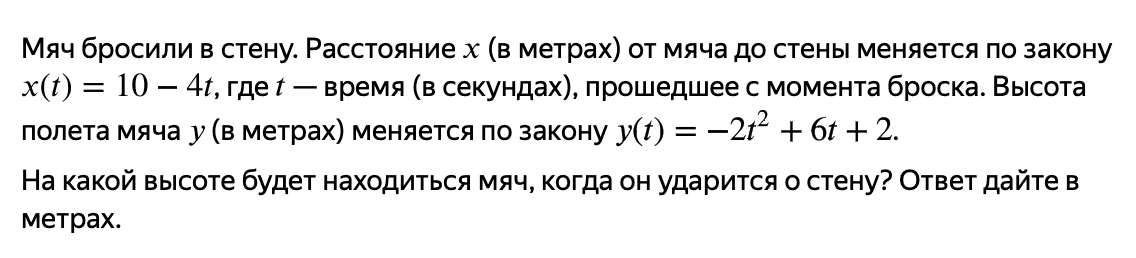 Мяч бросили в стену. Расстояние x (в метрах) от мяча до стены меняется по закону
x(t) = 10 − 4t, где t — время (в секундах), прошедшее с момента броска. Высота
полета мяча y (в метрах) меняется по закону y(t) = −2t² + 6t + 2.
На какой высоте будет находиться мяч, когда он ударится о стену? Ответ дайте в
метрах.